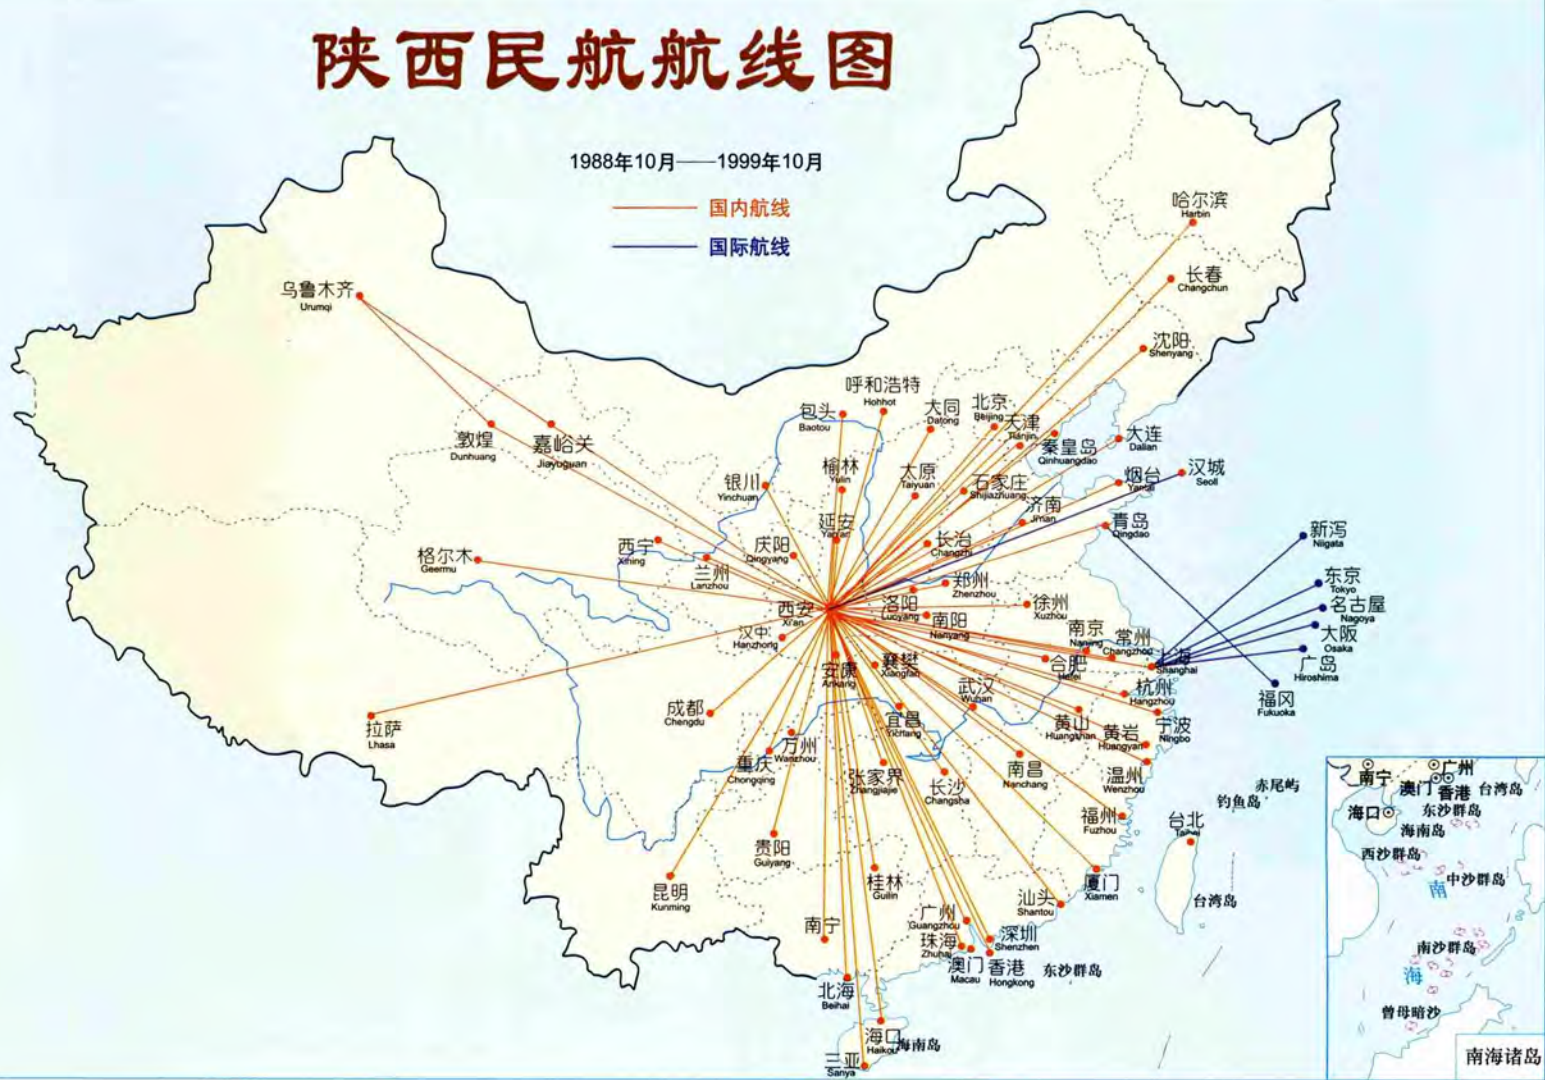 陕西民航航线图
1988年10月——1999年10月
国内航线
国际航线
哈尔滨
Harbin
长春
Changchun
沈阳
Shenyang
乌鲁木齐
Urumqi
呼和浩特
Hohhot
包头
Baotou
大同
Datong
北京
Beijing
天津
Tianjin
秦皇岛
Qinhuangdao
大连
Dalian
敦煌
Dunhuang
嘉峪关
Jiayuguan
银川
Yinchuan
榆林
Yulin
太原
Taiyuan
石家庄
Shijiazhuang
烟台
Yantai
汉城
Seoll
济南
Ji'nan
延安
Yan'an
青岛
Qingdao
新泻
Niigata
西宁
Xining
庆阳
Qingyang
长治
Changzhi
格尔木
Geermu
兰州
Lanzhou
郑州
Zhenzhou
东京
Tokyo
西安
Xi'an
洛阳
Luoyang
徐州
Xuzhou
名古屋
Nagoya
南阳
Nanyang
汉中
Hanzhong
南京
Nanjing
常州
Changzhou
大阪
Osaka
上海
Shanghai
广岛
Hiroshima
安康
Ankang
襄樊
Xiangfan
合肥
Hefei
福冈
Fukuoka
武汉
Wuhan
杭州
Hangzhou
拉萨
Lhasa
成都
Chengdu
宜昌
黄山
Huangshan
黄岩
Huangyan
宁波
Ningbo
万州
Wanzhou
重庆
Chongqing
张家界
Zhangjiajie
长沙
Changsha
南昌
Nanchang
温州
Wenzhou
福州
Fuzhou
台北
Taibei
钓鱼岛
赤尾屿
贵阳
Guiyang
昆明
Kunming
桂林
Guilin
厦门
Xiamen
汕头
Shantou
台湾岛
南宁
广州
Guangzhou
珠海
Zhuhai
深圳
Shenzhen
澳门
Macau
香港
Hongkong
东沙群岛
北海
Beihai
海口
Haikou
海南岛
三亚
Sanya
南宁
广州
澳门
香港
台湾岛
海口
东沙群岛
海南岛
西沙群岛
中沙群岛
南
南沙群岛
海
曾母暗沙
南海诸岛